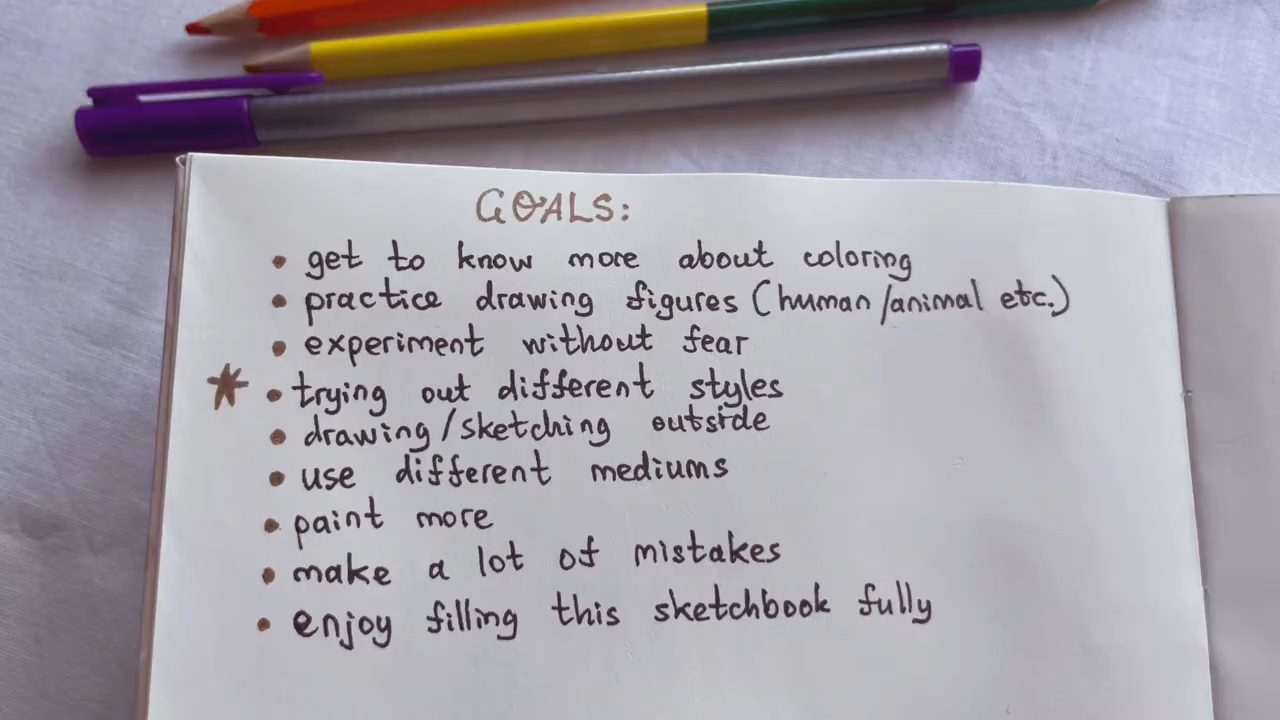 GOALS:
• get to know more about coloring
• practice drawing figures (human/animal etc.)
• experiment without fear
* • trying out different styles
• drawing/sketching outside
• use different mediums
• paint more
• make a lot of mistakes
• enjoy filling this sketchbook fully